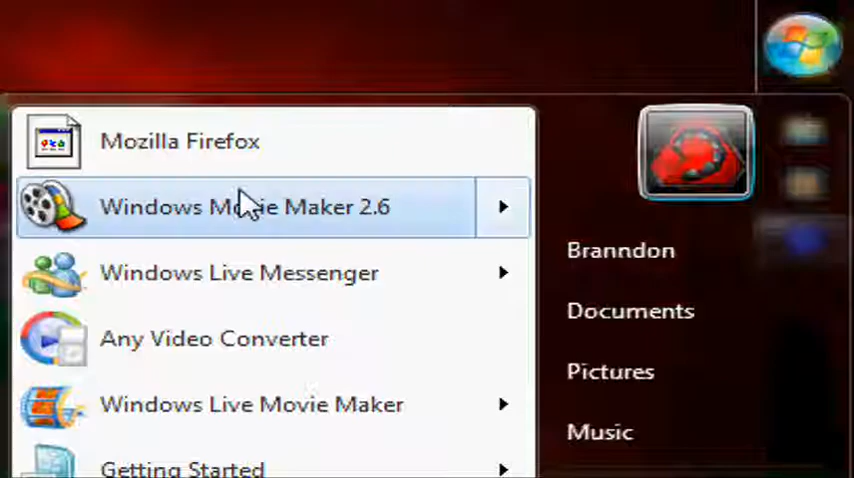 Mozilla Firefox
Windows Movie Maker 2.6
Windows Live Messenger
Any Video Converter
Windows Live Movie Maker
Getting Started
Branndon
Documents
Pictures
Music